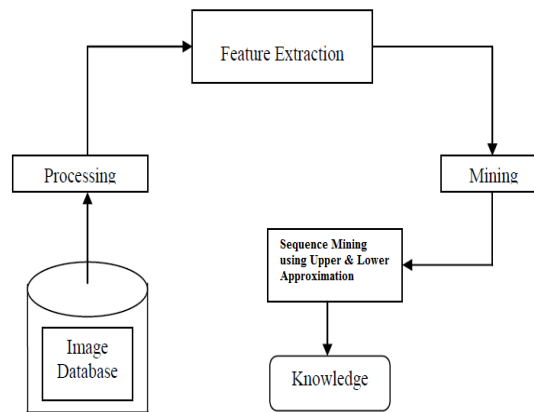 Feature Extraction
Processing
Mining
Sequence Mining
using Upper & Lower
Approximation
Image
Database
Knowledge